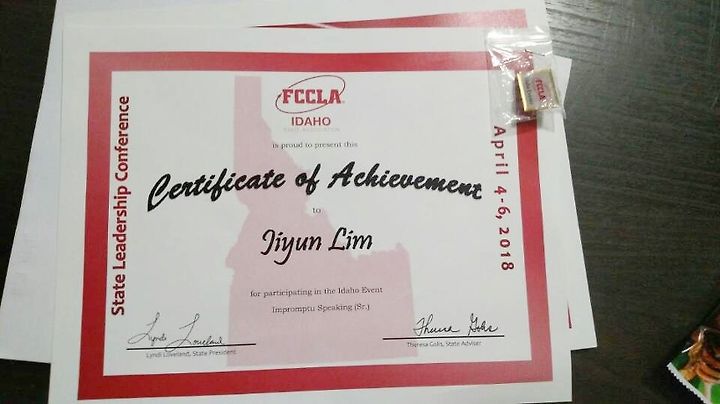 FCCLA
IDAHO
STATE ASSOCIATION
is proud to present this
Certificate of Achievement
to
Jiyun Lim
for participating in the Idaho Event
Impromptu Speaking (Sr.)
Lyndi Loveland
Lyndi Loveland, State President
Theresa Golis, State Adviser
State Leadership Conference
April 4-6, 2018
FCCLA